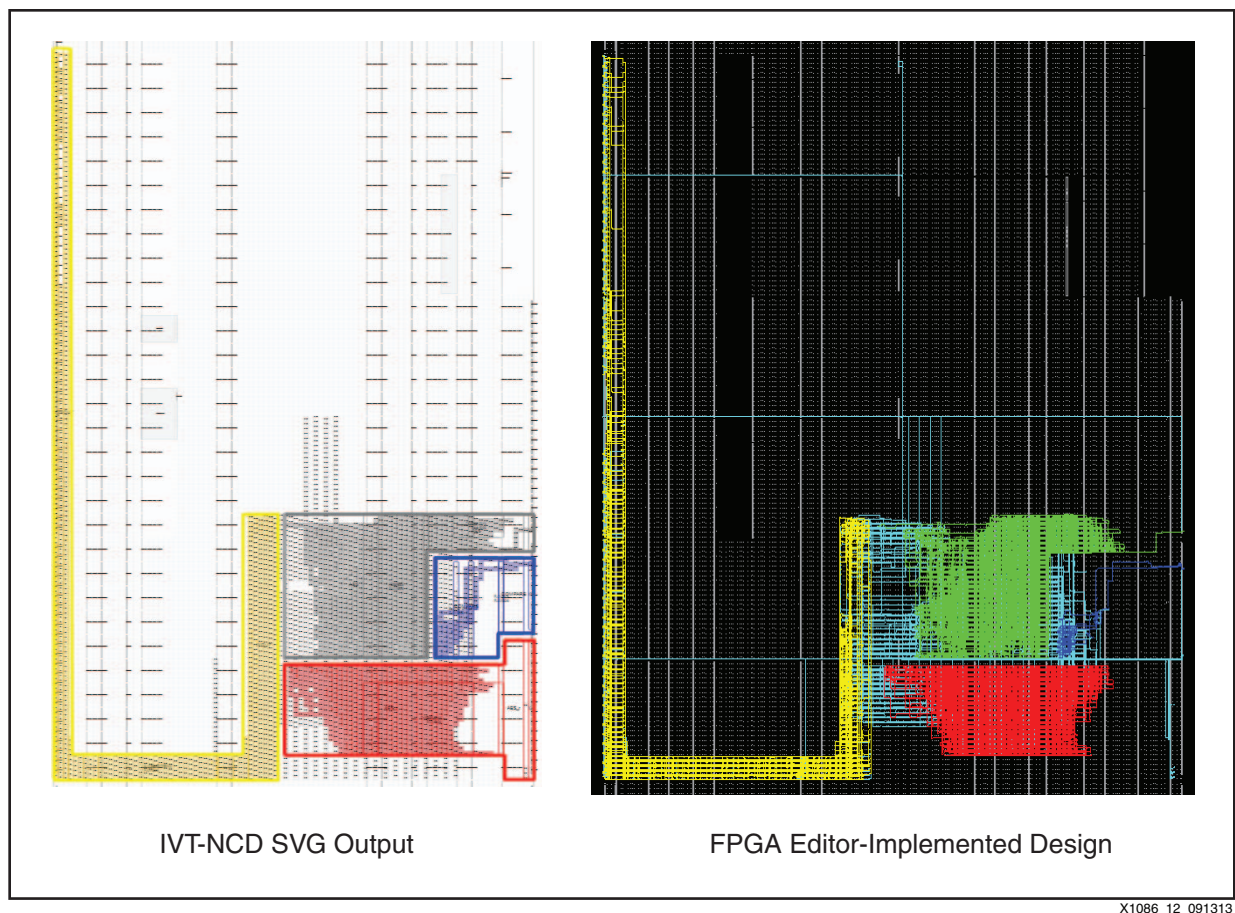 IVT-NCD SVG Output
FPGA Editor-Implemented Design
X1086_12_091313